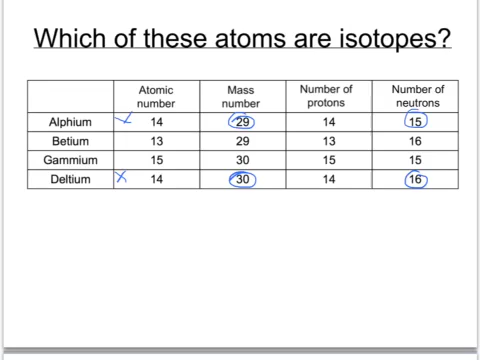 Which of these atoms are isotopes?
Atomic number Mass number Number of protons Number of neutrons
Alphium 14 29 14 15
Betium 13 29 13 16
Gammium 15 30 15 15
Deltium 14 30 14 16